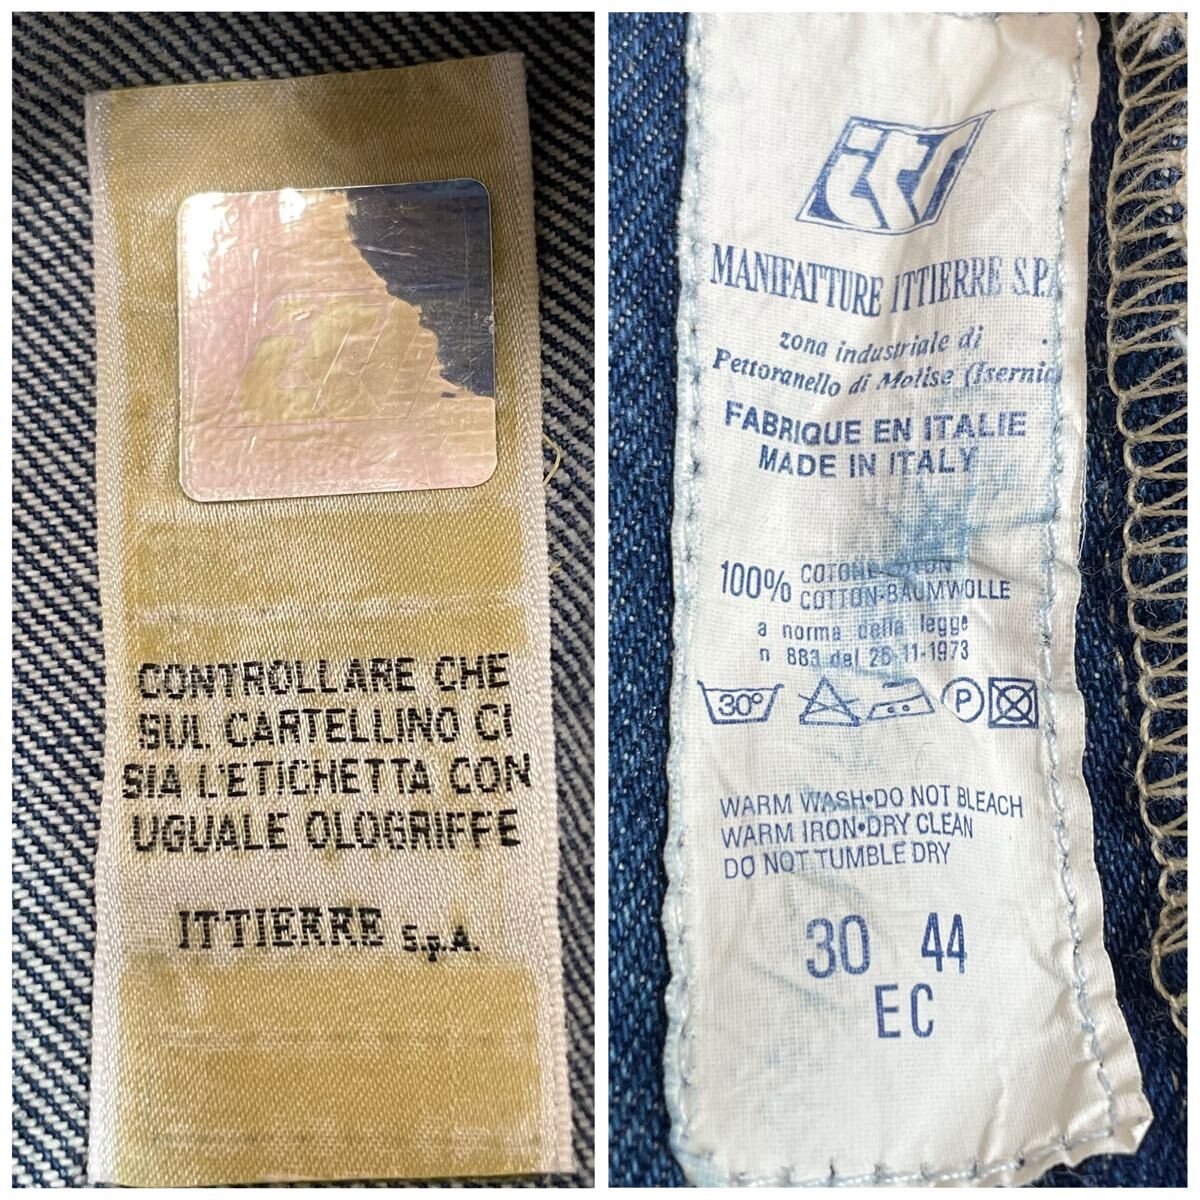 CONTROLLARE CHE
SUL CARTELLINO CI
SIA L'ETICHETTA CON
UGUALE OLOGRIFFE
ITTIERRE S.p.A.
itr
MANIFATTURE ITTIERRE S.P.A
zona industriale di
Pettoranello di Molise (Isernia
FABRIQUE EN ITALIE
MADE IN ITALY
100% COTONE-COTON
COTTON-BAUMWOLLE
a norma della legge
n 883 del 26-11-1973
30° P
WARM WASH•DO NOT BLEACH
WARM IRON•DRY CLEAN
DO NOT TUMBLE DRY
30 44
EC